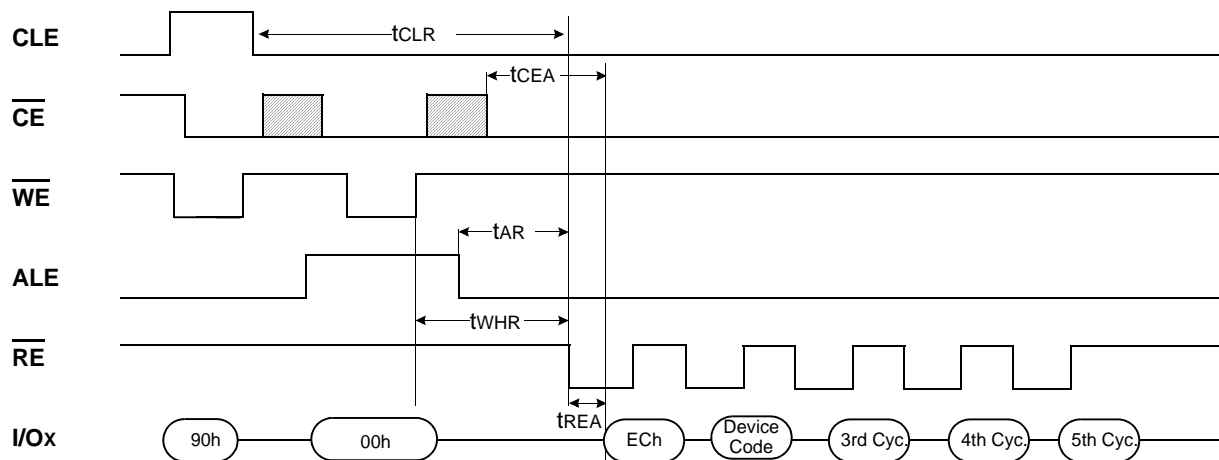 CLE
tCLR
tCEA
CE
WE
tAR
ALE
tWHR
RE
tREA
I/Ox
90h
00h
ECh
Device
Code
3rd Cyc.
4th Cyc.
5th Cyc.